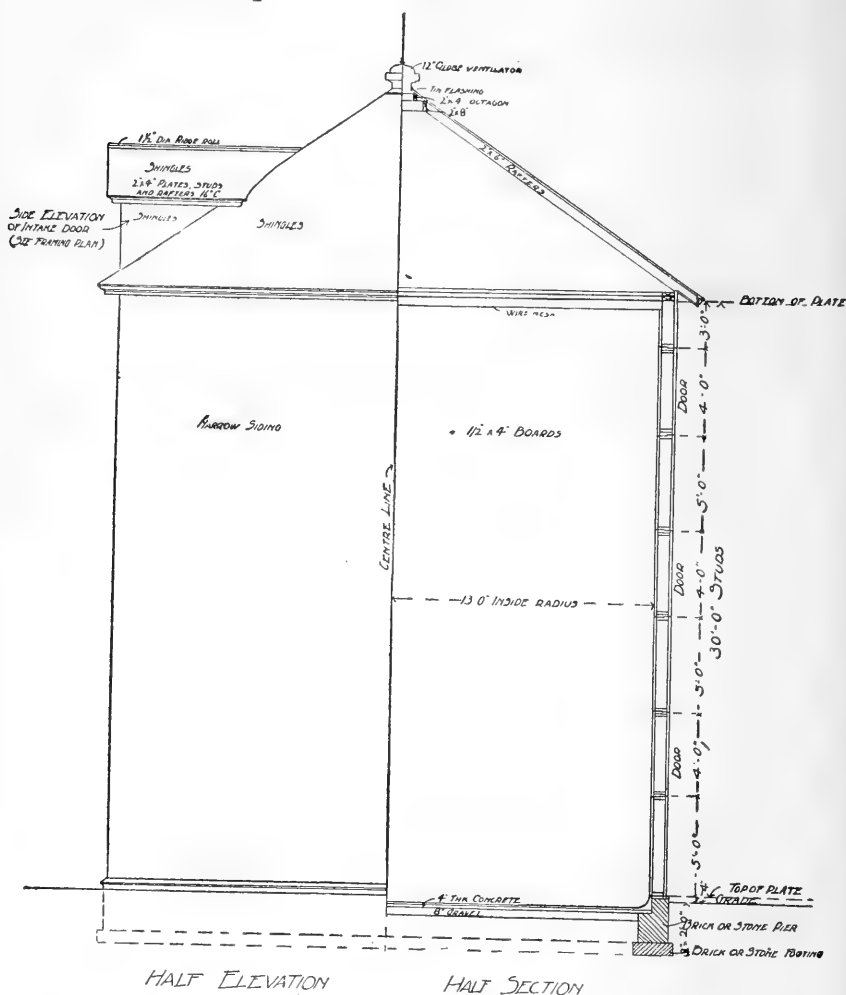 12" GLOBE VENTILATOR
TIN FLASHING
2"x4" OCTAGON
2"x8"
1½" DIA RIDGE ROLL
2"x6" RAFTERS
SHINGLES
2"x4" PLATES, STUDS
AND RAFTERS 16"C
SIDE ELEVATION
OF INTAKE DOOR
(SEE FRAMING PLAN)
SHINGLES
SHINGLES
BOTTOM OF PLATE
WIRE MESH
3'-0"
DOOR
4'-0"
NARROW SIDING
1/2" x 4" BOARDS
5'-0"
CENTRE LINE
DOOR
4'-0"
30'-0" STUDS
13'0" INSIDE RADIUS
5'-0"
DOOR
4'-0"
5'-0"
4" THK CONCRETE
8" GRAVEL
TOP OF PLATE
GRADE
BRICK OR STONE PIER
BRICK OR STONE FOOTING
HALF ELEVATION
HALF SECTION